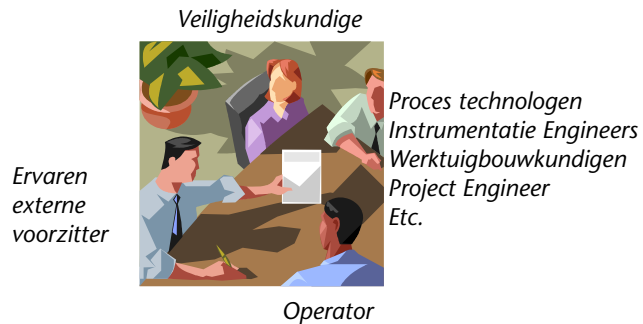 Veiligheidskundige
Proces technologen
Instrumentatie Engineers
Werktuigbouwkundigen
Project Engineer
Etc.
Ervaren
externe
voorzitter
Operator